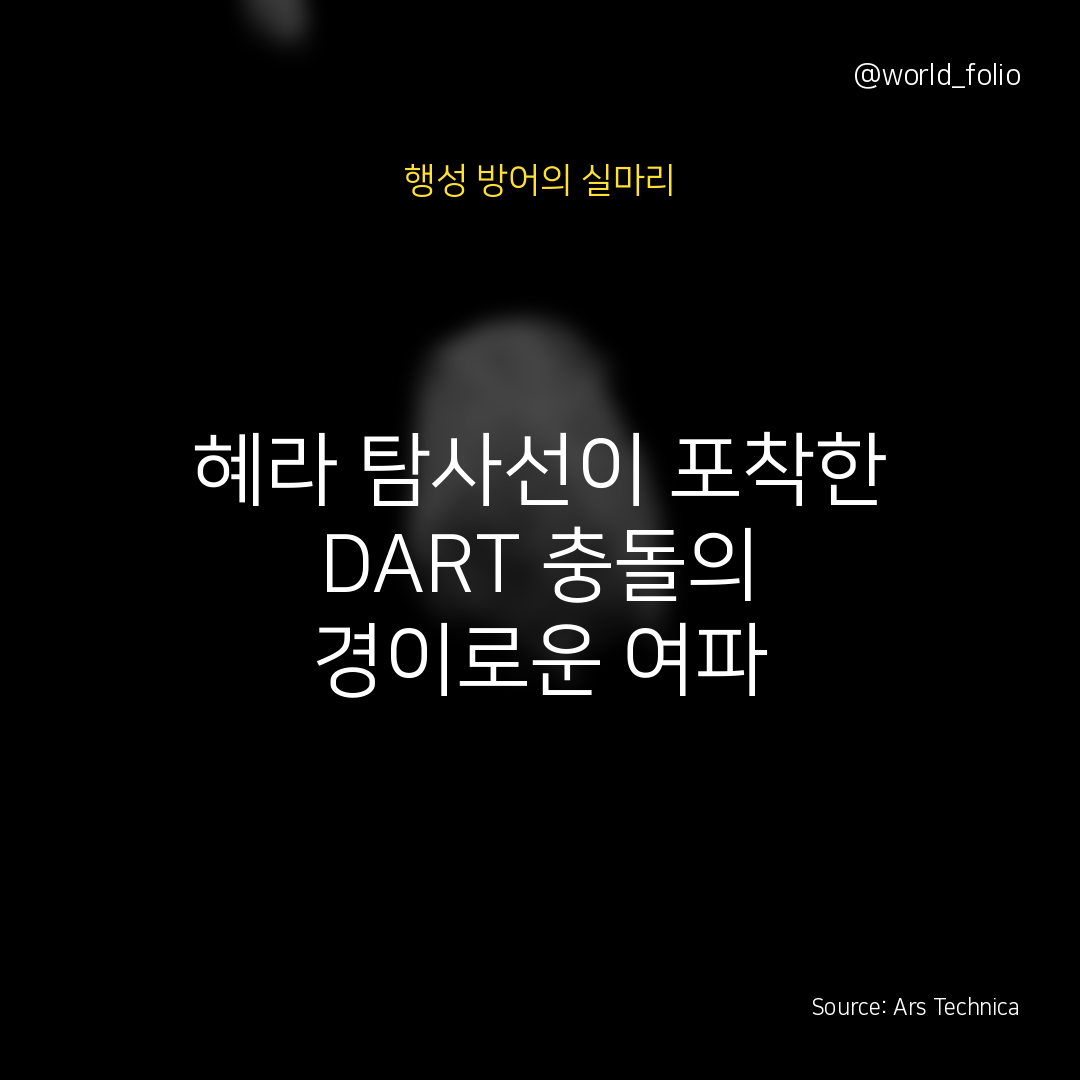 @world_folio
행성 방어의 실마리
혜라 탐사선이 포착한
DART 충돌의
경이로운 여파
Source: Ars Technica